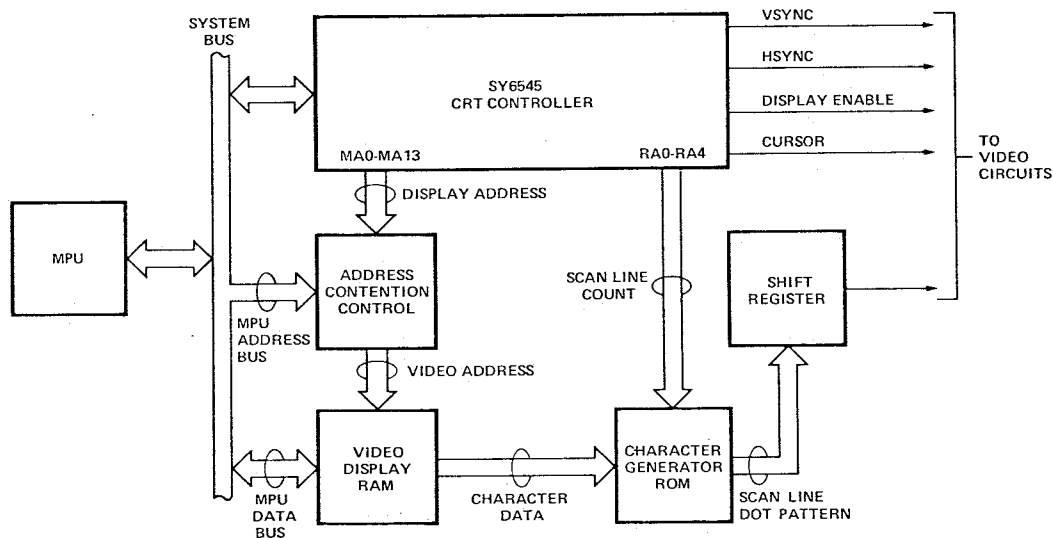 SYSTEM
BUS
VSYNC
HSYNC
SY6545
CRT CONTROLLER
DISPLAY ENABLE
CURSOR
MA0-MA13
RA0-RA4
TO
VIDEO
CIRCUITS
DISPLAY ADDRESS
MPU
ADDRESS
CONTENTION
CONTROL
SCAN LINE
COUNT
SHIFT
REGISTER
MPU
ADDRESS
BUS
VIDEO ADDRESS
VIDEO
DISPLAY
RAM
CHARACTER
GENERATOR
ROM
MPU
DATA
BUS
CHARACTER
DATA
SCAN LINE
DOT PATTERN